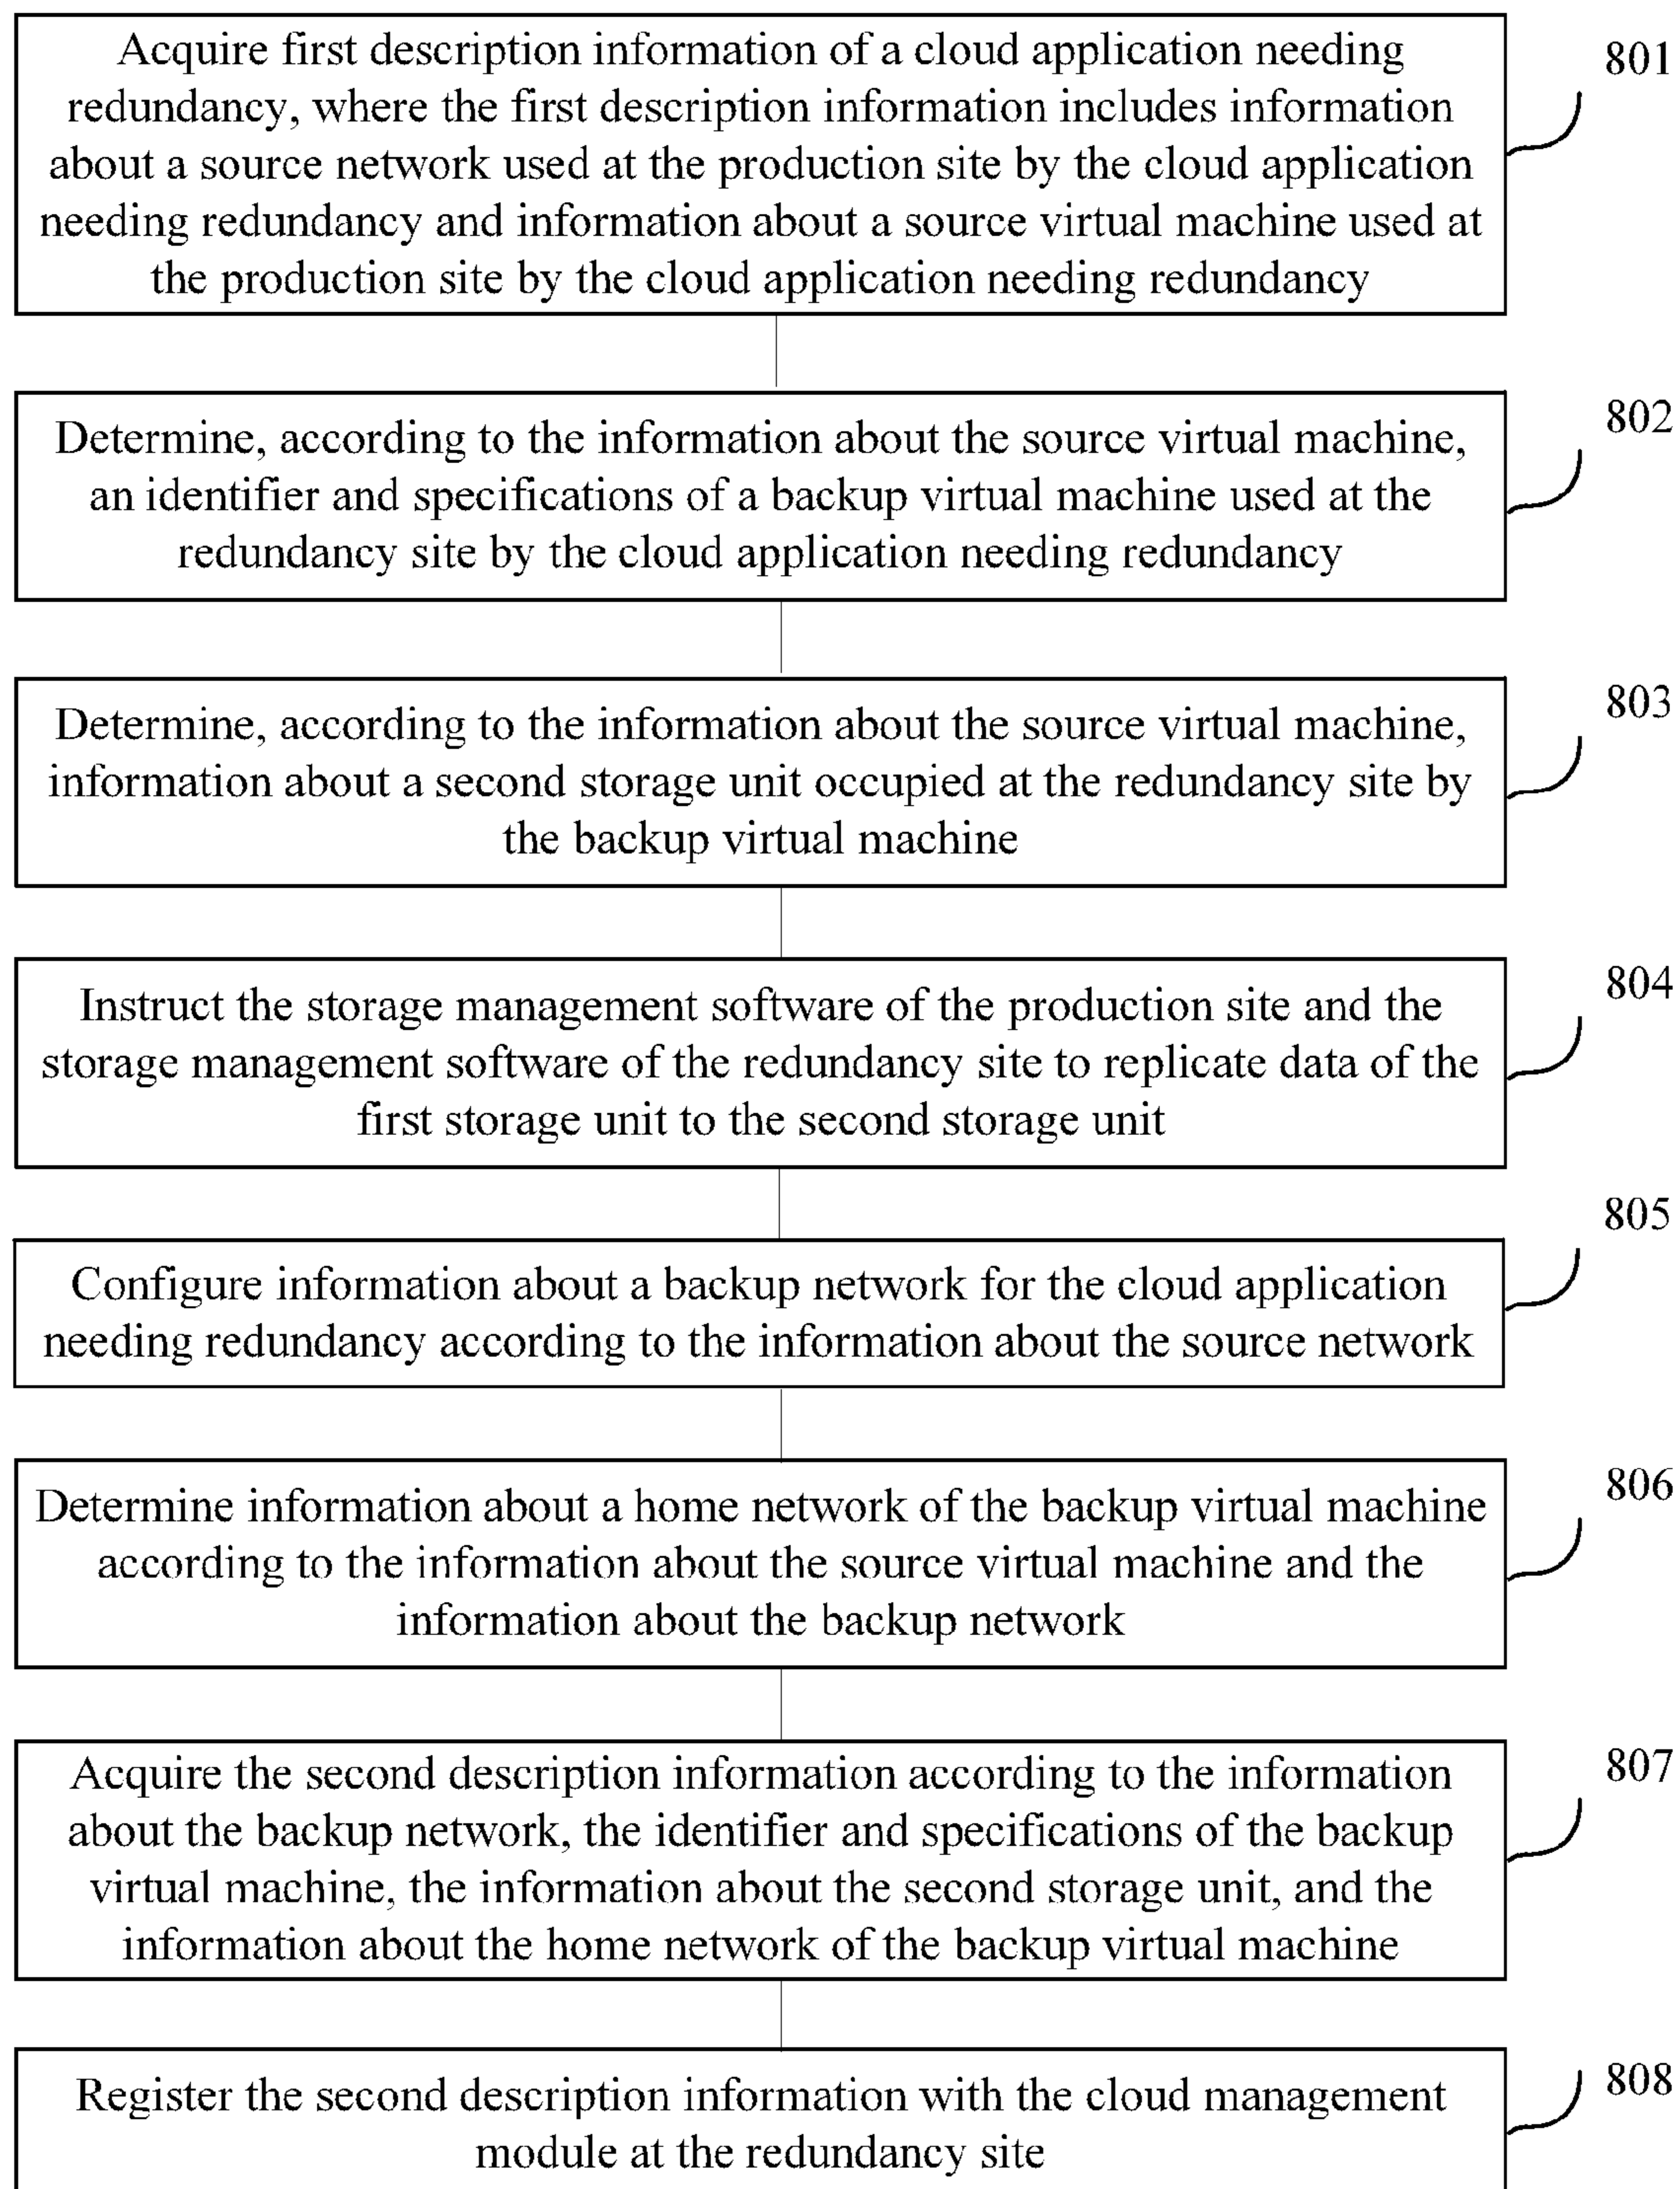 Acquire first description information of a cloud application needing
redundancy, where the first description information includes information
about a source network used at the production site by the cloud application
needing redundancy and information about a source virtual machine used at
the production site by the cloud application needing redundancy
801
Determine, according to the information about the source virtual machine,
an identifier and specifications of a backup virtual machine used at the
redundancy site by the cloud application needing redundancy
802
Determine, according to the information about the source virtual machine,
information about a second storage unit occupied at the redundancy site by
the backup virtual machine
803
Instruct the storage management software of the production site and the
storage management software of the redundancy site to replicate data of the
first storage unit to the second storage unit
804
Configure information about a backup network for the cloud application
needing redundancy according to the information about the source network
805
Determine information about a home network of the backup virtual machine
according to the information about the source virtual machine and the
information about the backup network
806
Acquire the second description information according to the information
about the backup network, the identifier and specifications of the backup
virtual machine, the information about the second storage unit, and the
information about the home network of the backup virtual machine
807
Register the second description information with the cloud management
module at the redundancy site
808